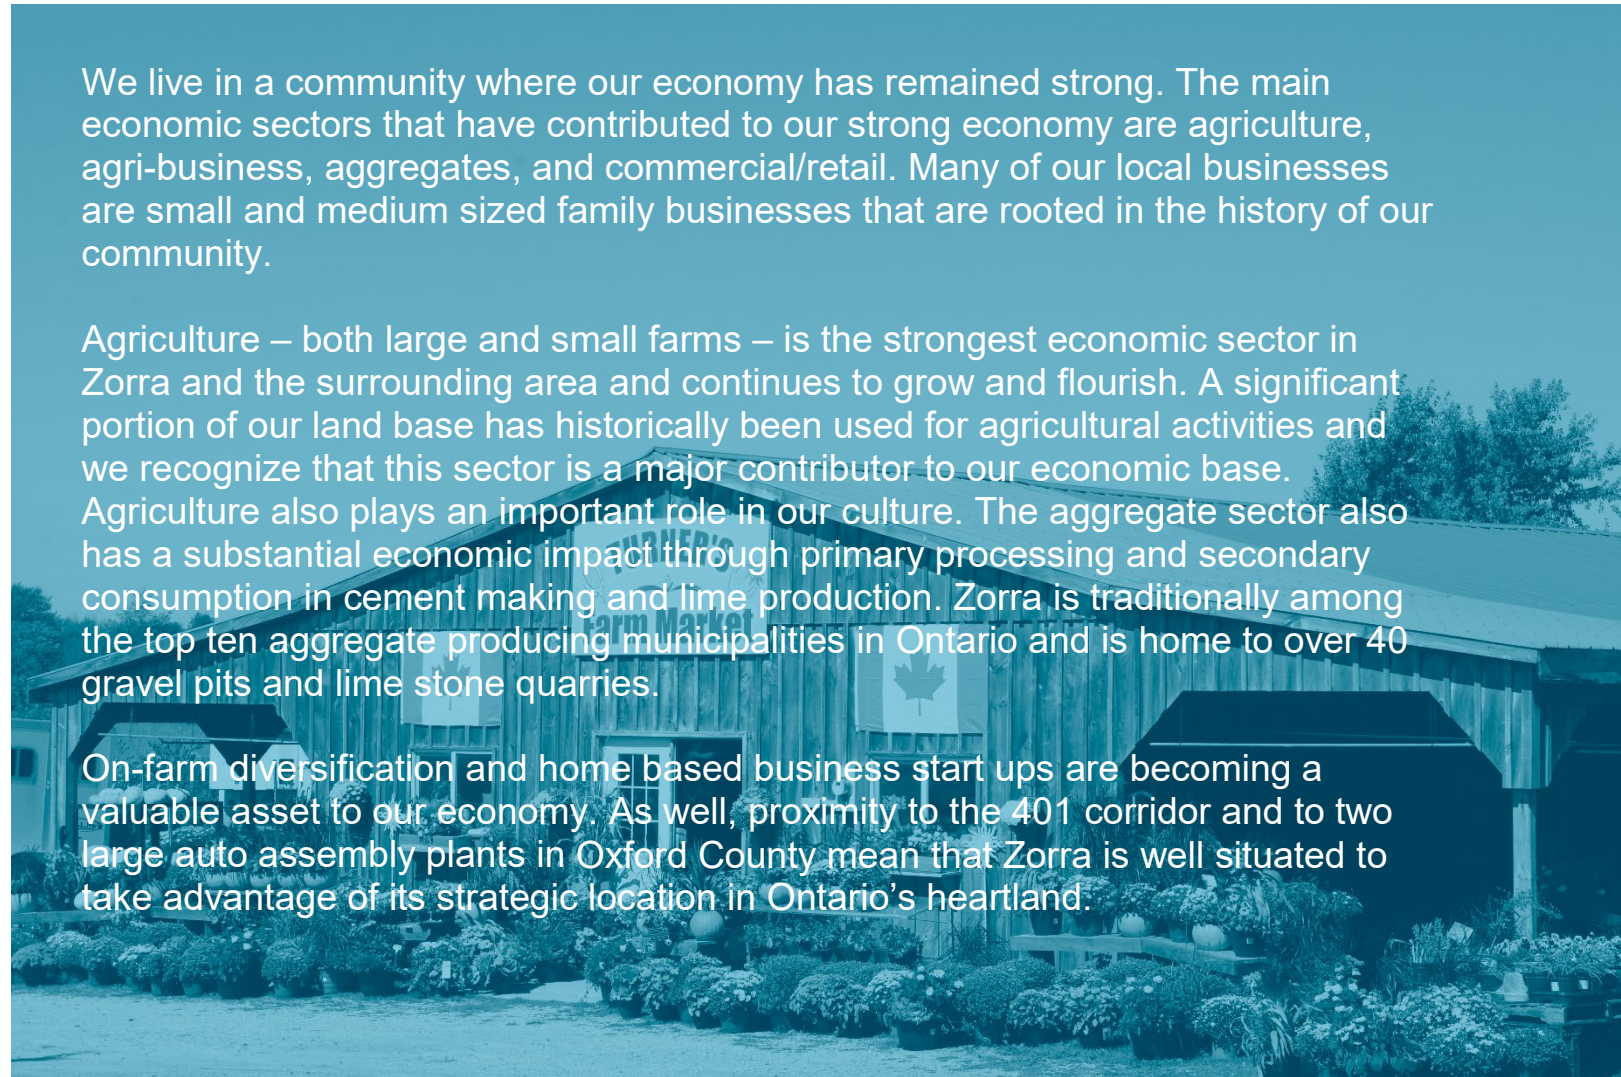 We live in a community where our economy has remained strong. The main
economic sectors that have contributed to our strong economy are agriculture,
agri-business, aggregates, and commercial/retail. Many of our local businesses
are small and medium sized family businesses that are rooted in the history of our
community.
Agriculture – both large and small farms – is the strongest economic sector in
Zorra and the surrounding area and continues to grow and flourish. A significant
portion of our land base has historically been used for agricultural activities and
we recognize that this sector is a major contributor to our economic base.
Agriculture also plays an important role in our culture. The aggregate sector also
has a substantial economic impact through primary processing and secondary
consumption in cement making and lime production. Zorra is traditionally among
the top ten aggregate producing municipalities in Ontario and is home to over 40
gravel pits and lime stone quarries.
On-farm diversification and home based business start ups are becoming a
valuable asset to our economy. As well, proximity to the 401 corridor and to two
large auto assembly plants in Oxford County mean that Zorra is well situated to
take advantage of its strategic location in Ontario’s heartland.
TURNER'S
Farm Market